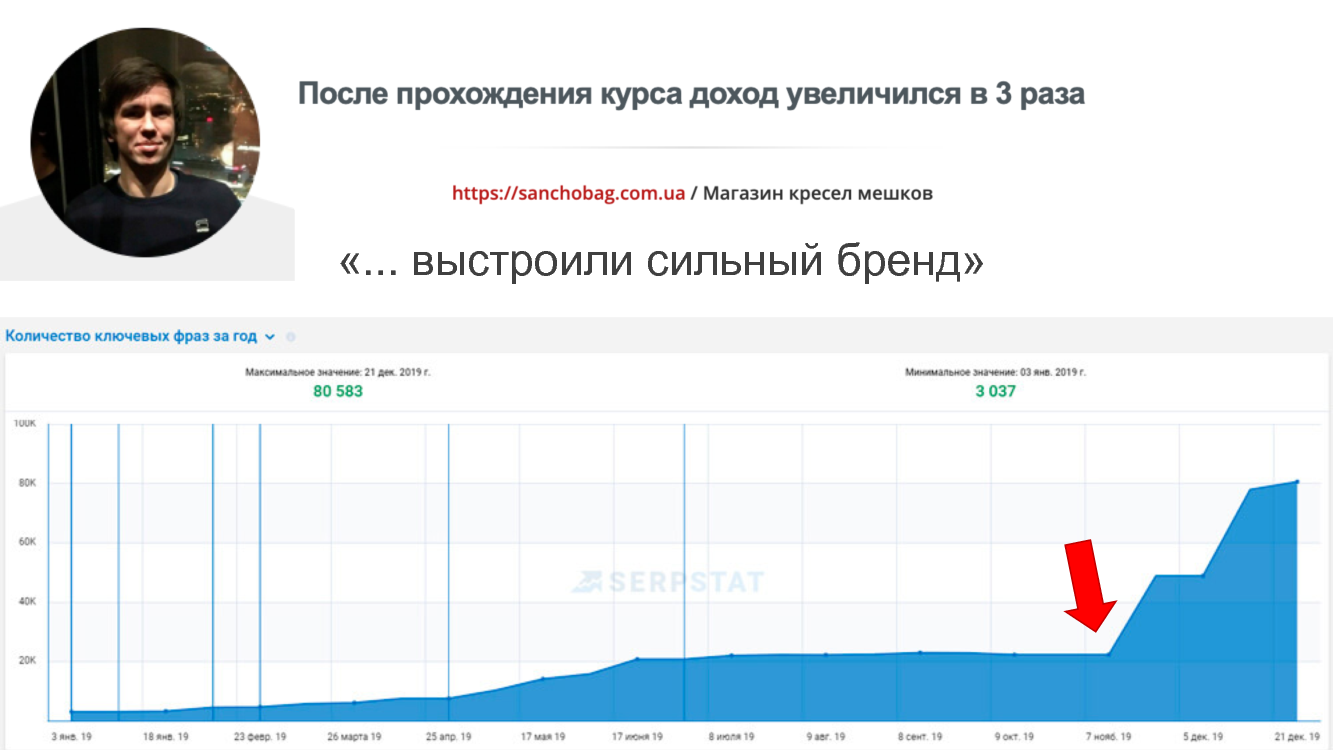 После прохождения курса доход увеличился в 3 раза
https://sanchobag.com.ua / Магазин кресел мешков
«... выстроили сильный бренд»
Количество ключевых фраз за год
Максимальное значение: 21 дек. 2019 г.
80 583
Минимальное значение: 03 янв. 2019 г.
3 037
100K
80K
60K
40K
20K
SERPSTAT
3 янв. 19 18 янв. 19 23 февр. 19 26 марта 19 25 апр. 19 17 мая 19 17 июня 19 8 июля 19 9 авг. 19 8 сент. 19 9 окт. 19 7 нояб. 19 5 дек. 19 21 дек. 19